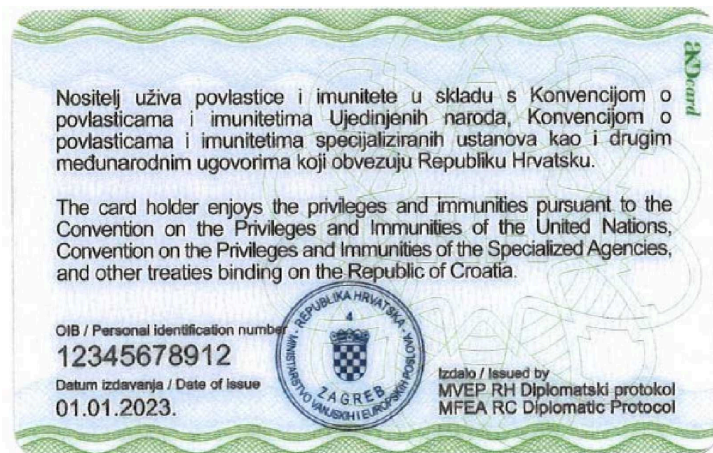 AKDcard
Nositelj uživa povlastice i imunitete u skladu s Konvencijom o
povlasticama i imunitetima Ujedinjenih naroda, Konvencijom o
povlasticama i imunitetima specijaliziranih ustanova kao i drugim
međunarodnim ugovorima koji obvezuju Republiku Hrvatsku.
The card holder enjoys the privileges and immunities pursuant to the
Convention on the Privileges and Immunities of the United Nations,
Convention on the Privileges and Immunities of the Specialized Agencies,
and other treaties binding on the Republic of Croatia.
OIB / Personal identification number
12345678912
Datum izdavanja / Date of issue
01.01.2023.
REPUBLIKA HRVATSKA
4
MINISTARSTVO VANJSKIH I EUROPSKIH POSLOVA
ZAGREB
Izdalo / Issued by
MVEP RH Diplomatski protokol
MFEA RC Diplomatic Protocol